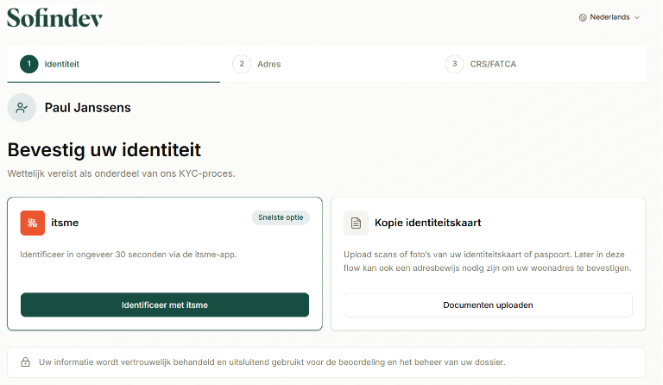 Sofindev
Nederlands
1 Identiteit
2 Adres
3 CRS/FATCA
Paul Janssens
Bevestig uw identiteit
Wettelijk vereist als onderdeel van ons KYC-proces.
itsme
Snelste optie
Identificeer in ongeveer 30 seconden via de itsme-app.
Identificeer met itsme
Kopie identiteitskaart
Upload scans of foto's van uw identiteitskaart of paspoort. Later in deze
flow kan ook een adresbewijs nodig zijn om uw woonadres te bevestigen.
Documenten uploaden
Uw informatie wordt vertrouwelijk behandeld en uitsluitend gebruikt voor de beoordeling en het beheer van uw dossier.